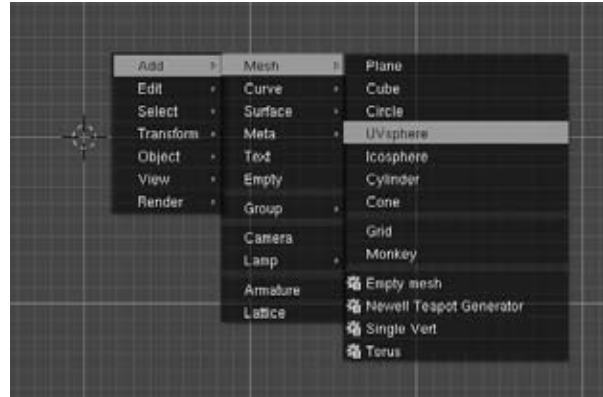 Add
Edit
Select
Transform
Object
View
Render
Mesh
Curve
Surface
Meta
Text
Empty
Group
Camera
Lamp
Armature
Lattice
Plane
Cube
Circle
UVsphere
Icosphere
Cylinder
Cone
Grid
Monkey
Empty mesh
Newell Teapot Generator
Single Vert
Torus